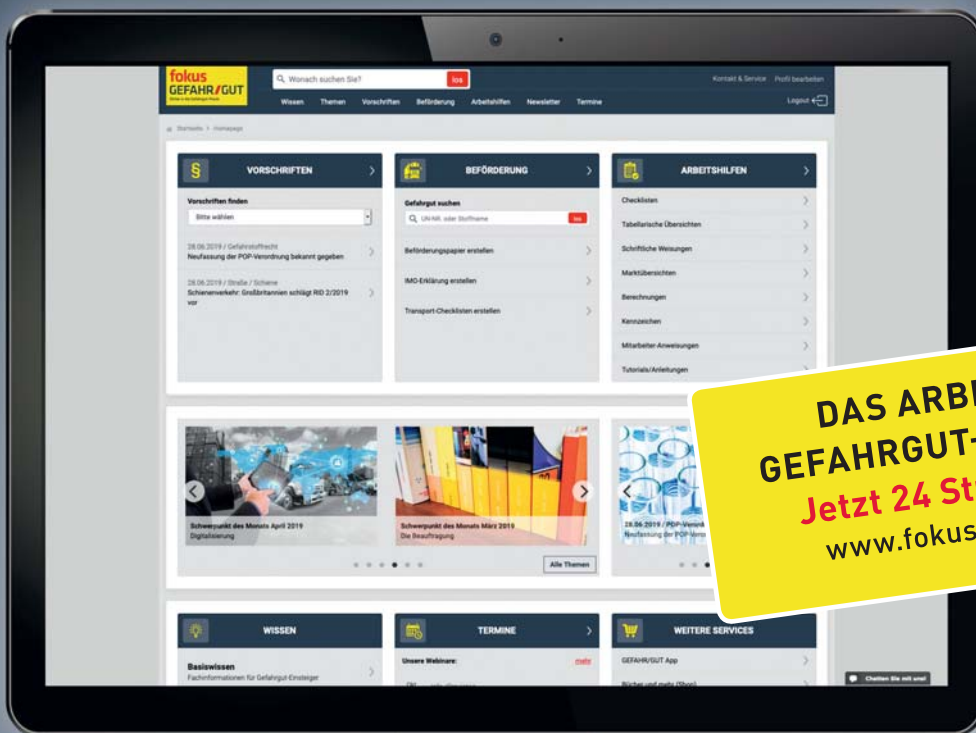 fokus
GEFAHR/GUT
Wonach suchen Sie?
los
Kontakt & Service Profil bearbeiten
Wissen Themen Vorschriften Beförderung Arbeitshilfen Newsletter Termine
Logout
Startseite > Homepage
VORSCHRIFTEN
Vorschriften finden
Bitte wählen
28.06.2019 / Gefahrstoffrecht
Neufassung der POP-Verordnung bekannt gegeben
28.06.2019 / Straße / Schiene
Schienenverkehr: Großbritannien schlägt RID 2/2019
vor
BEFÖRDERUNG
Gefahrgut suchen
UN-NR. oder Stoffname
los
Beförderungspapier erstellen
IMO-Erklärung erstellen
Transport-Checklisten erstellen
ARBEITSHILFEN
Checklisten
Tabellarische Übersichten
Schriftliche Weisungen
Marktübersichten
Berechnungen
Kennzeichen
Mitarbeiter-Anweisungen
Tutorials/Anleitungen
DAS ARBE
GEFAHRGUT-
Jetzt 24 St
www.fokus
Schwerpunkt des Monats April 2019
Digitalisierung
Schwerpunkt des Monats März 2019
Die Beauftragung
28.06.2019 / POP-Verord
Neufassung der POP-Vero
Alle Themen
WISSEN
Basiswissen
Fachinformationen für Gefahrgut-Einsteiger
TERMINE
Unsere Webinare:
mehr
WEITERE SERVICES
GEFAHR/GUT App
Bücher und mehr (Shop)
Chatten Sie mit uns!